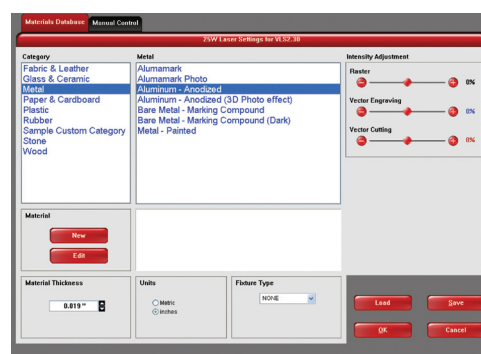 Materials Database Manual Control
25W Laser Settings for VLS2.30
Category
Fabric & Leather
Glass & Ceramic
Metal
Paper & Cardboard
Plastic
Rubber
Sample Custom Category
Stone
Wood
Metal
Alumamark
Alumamark Photo
Aluminum - Anodized
Aluminum - Anodized (3D Photo effect)
Bare Metal - Marking Compound
Bare Metal - Marking Compound (Dark)
Metal - Painted
Intensity Adjustment
Raster
0%
Vector Engraving
0%
Vector Cutting
0%
Material
New
Edit
Material Thickness
0.019 "
Units
Metric
Inches
Fixture Type
NONE
Load Save
OK Cancel